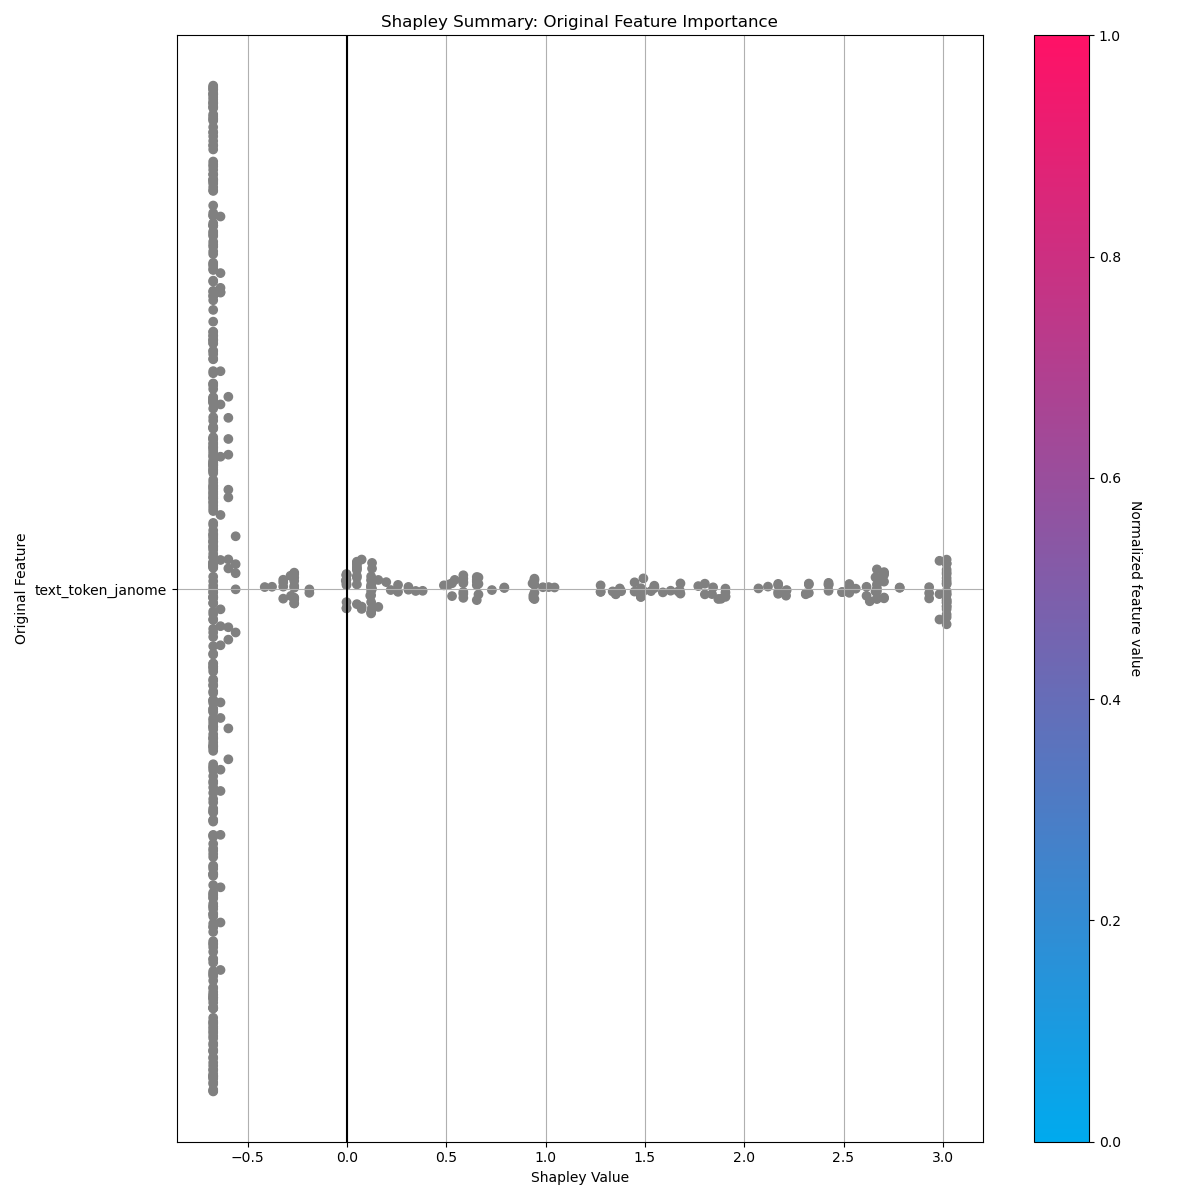 Shapley Summary: Original Feature Importance
Original Feature
text_token_janome
−0.5 0.0 0.5 1.0 1.5 2.0 2.5 3.0
Shapley Value
1.0
0.8
0.6
0.4
0.2
0.0
Normalized feature value